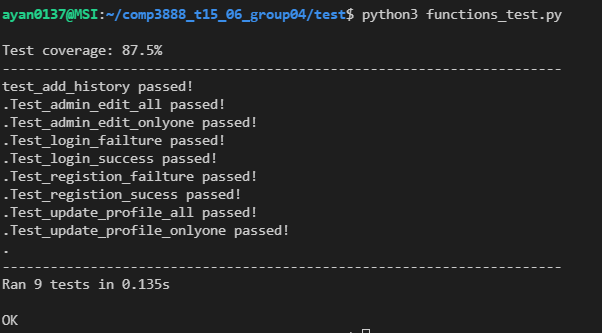 ayan0137@MSI:~/comp3888_t15_06_group04/test$ python3 functions_test.py
Test coverage: 87.5%
----------------------------------------------------------------------
test_add_history passed!
.Test_admin_edit_all passed!
.Test_admin_edit_onlyone passed!
.Test_login_failture passed!
.Test_login_success passed!
.Test_registion_failture passed!
.Test_registion_sucess passed!
.Test_update_profile_all passed!
.Test_update_profile_onlyone passed!
.
----------------------------------------------------------------------
Ran 9 tests in 0.135s
OK